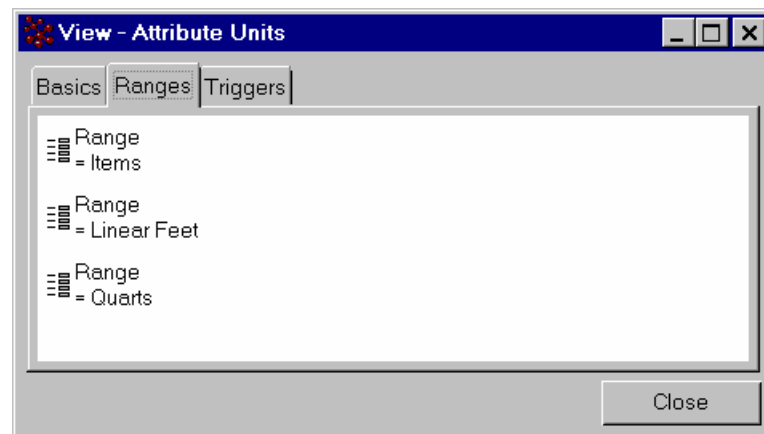 View - Attribute Units
Basics Ranges Triggers
Range
= Items
Range
= Linear Feet
Range
= Quarts
Close